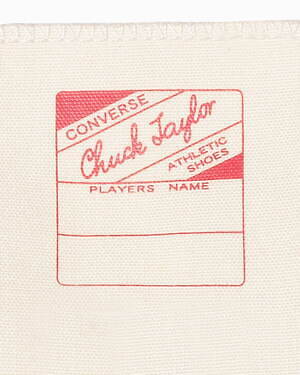 CONVERSE
Chuck Taylor
ATHLETIC
SHOES
PLAYERS NAME